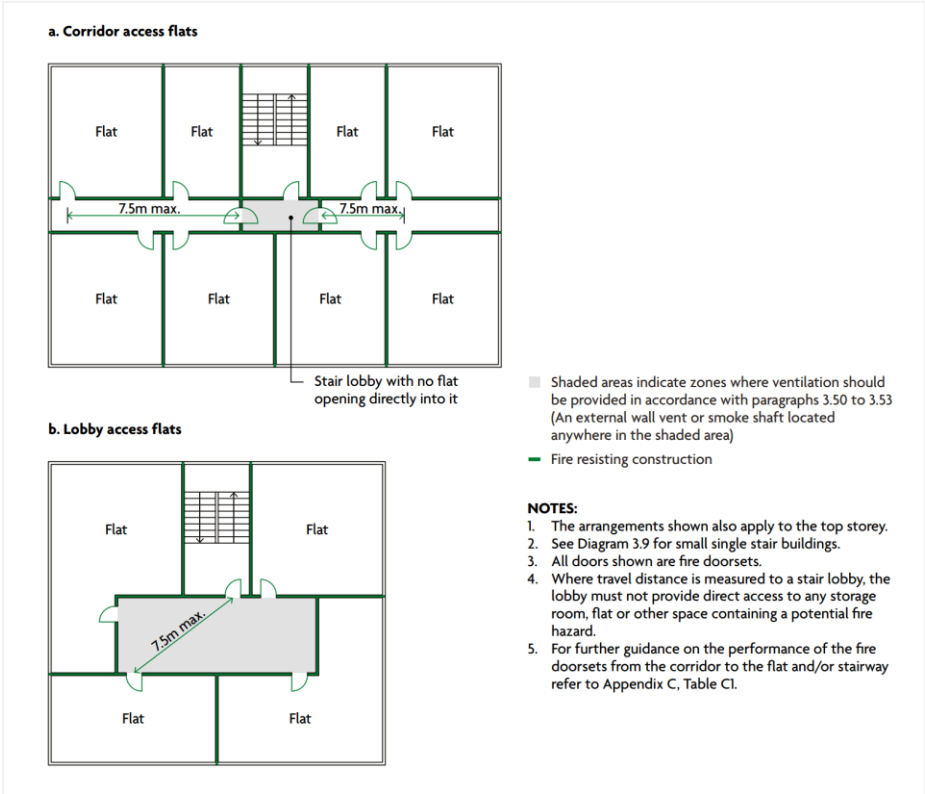 a. Corridor access flats
Flat
Flat
Flat
Flat
7.5m max.
7.5m max.
Flat
Flat
Flat
Flat
Stair lobby with no flat
opening directly into it
Shaded areas indicate zones where ventilation should
be provided in accordance with paragraphs 3.50 to 3.53
(An external wall vent or smoke shaft located
anywhere in the shaded area)
Fire resisting construction
b. Lobby access flats
Flat
Flat
7.5m max.
Flat
Flat
NOTES:
1. The arrangements shown also apply to the top storey.
2. See Diagram 3.9 for small single stair buildings.
3. All doors shown are fire doorsets.
4. Where travel distance is measured to a stair lobby, the
lobby must not provide direct access to any storage
room, flat or other space containing a potential fire
hazard.
5. For further guidance on the performance of the fire
doorsets from the corridor to the flat and/or stairway
refer to Appendix C, Table C1.